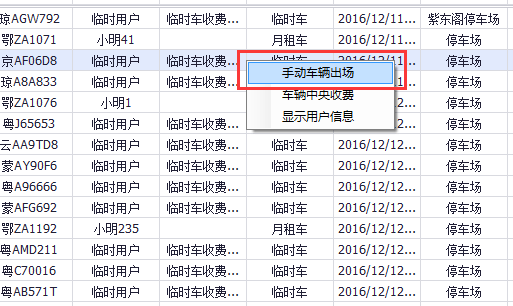 琼AGW792 临时用户 临时车收费... 临时车 2016/12/11... 紫东阁停车场
鄂ZA1071 小明41 月租车 2016/12/11... 停车场
京AF06D8 临时用户 临时车收费... 临时车 2016/12/11... 停车场
手动车辆出场
琼A8A833 临时用户 临时车收费... 停车场
车辆中央收费
鄂ZA1076 小明1 停车场
显示用户信息
粤J65653 临时用户 临时车收费... 停车场
云AA9TD8 临时用户 临时车收费... 临时车 2016/12/12... 停车场
蒙AY90F6 临时用户 临时车收费... 临时车 2016/12/12... 停车场
粤A96666 临时用户 临时车收费... 临时车 2016/12/12... 停车场
蒙AFG692 临时用户 临时车收费... 临时车 2016/12/12... 停车场
鄂ZA1192 小明235 月租车 2016/12/12... 停车场
粤AMD211 临时用户 临时车收费... 临时车 2016/12/12... 停车场
粤C70016 临时用户 临时车收费... 临时车 2016/12/12... 停车场
粤AB571T 临时用户 临时车收费... 临时车 2016/12/12... 停车场